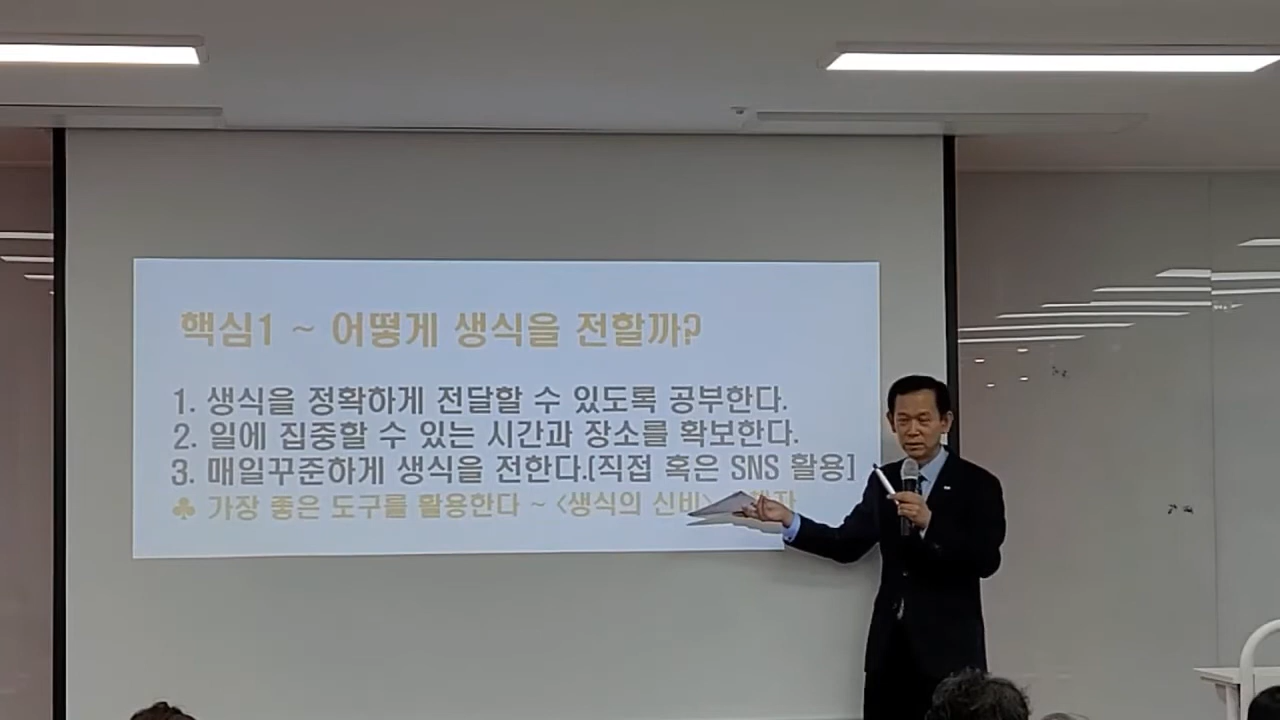 핵심1 ~ 어떻게 생식을 전할까?
1. 생식을 정확하게 전달할 수 있도록 공부한다.
2. 일에 집중할 수 있는 시간과 장소를 확보한다.
3. 매일꾸준하게 생식을 전한다.[직접 혹은 SNS 활용]
♣ 가장 좋은 도구를 활용한다 ~ <생식의 신비>